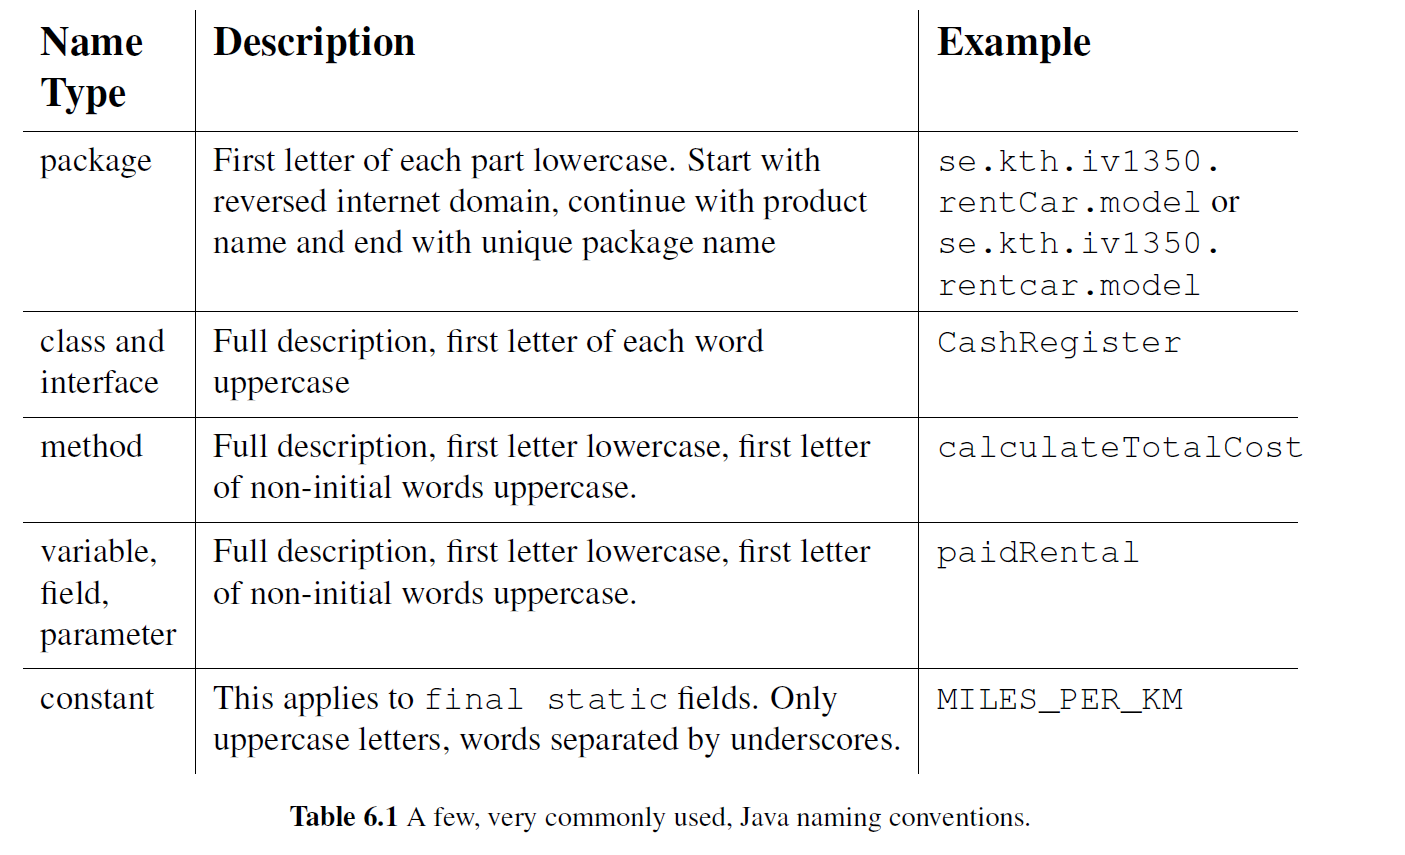 Name Type Description Example
package First letter of each part lowercase. Start with se.kth.iv1350.
reversed internet domain, continue with product rentCar.model or
name and end with unique package name se.kth.iv1350.
rentcar.model
class and Full description, first letter of each word CashRegister
interface uppercase
method Full description, first letter lowercase, first letter calculateTotalCost
of non-initial words uppercase.
variable, Full description, first letter lowercase, first letter paidRental
field, of non-initial words uppercase.
parameter
constant This applies to final static fields. Only MILES_PER_KM
uppercase letters, words separated by underscores.
Table 6.1 A few, very commonly used, Java naming conventions.